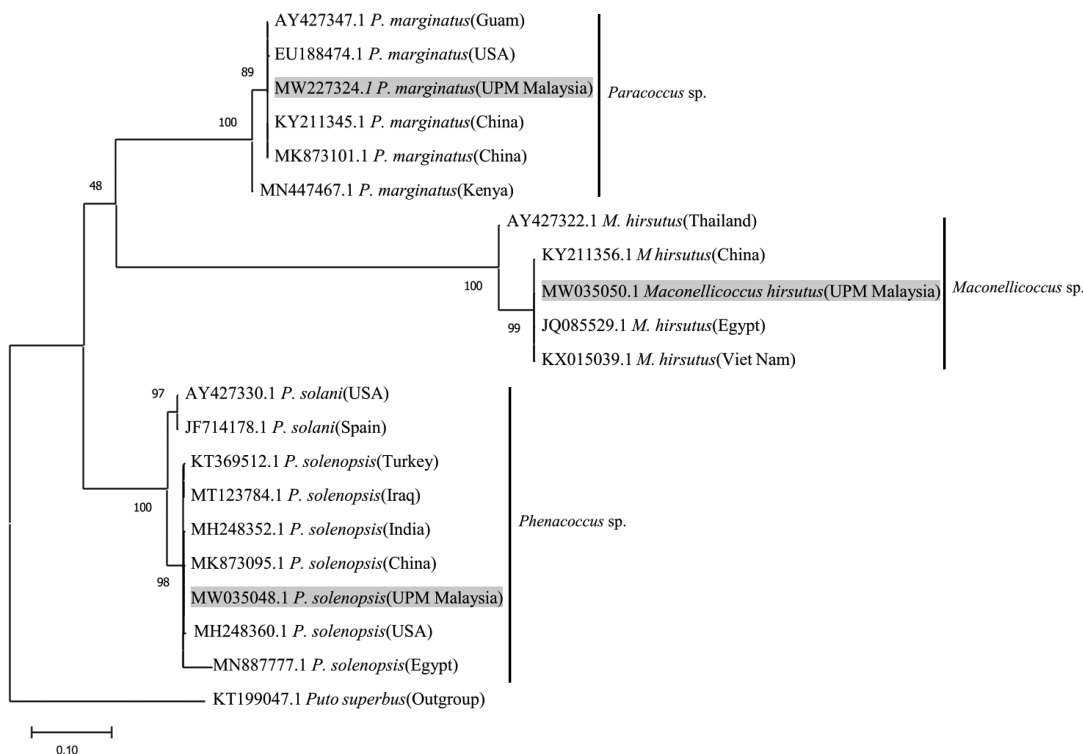 AY427347.1 P. marginatus(Guam)
EU188474.1 P. marginatus(USA)
89
MW227324.1 P. marginatus(UPM Malaysia)
Paracoccus sp.
100
KY211345.1 P. marginatus(China)
MK873101.1 P. marginatus(China)
48
MN447467.1 P. marginatus(Kenya)
AY427322.1 M. hirsutus(Thailand)
KY211356.1 M hirsutus(China)
100
MW035050.1 Maconellicoccus hirsutus(UPM Malaysia)
Maconellicoccus sp.
99
JQ085529.1 M. hirsutus(Egypt)
KX015039.1 M. hirsutus(Viet Nam)
97
AY427330.1 P. solani(USA)
JF714178.1 P. solani(Spain)
KT369512.1 P. solenopsis(Turkey)
MT123784.1 P. solenopsis(Iraq)
100
Phenacoccus sp.
MH248352.1 P. solenopsis(India)
MK873095.1 P. solenopsis(China)
98
MW035048.1 P. solenopsis(UPM Malaysia)
MH248360.1 P. solenopsis(USA)
MN887777.1 P. solenopsis(Egypt)
KT199047.1 Puto superbus(Outgroup)
0.10